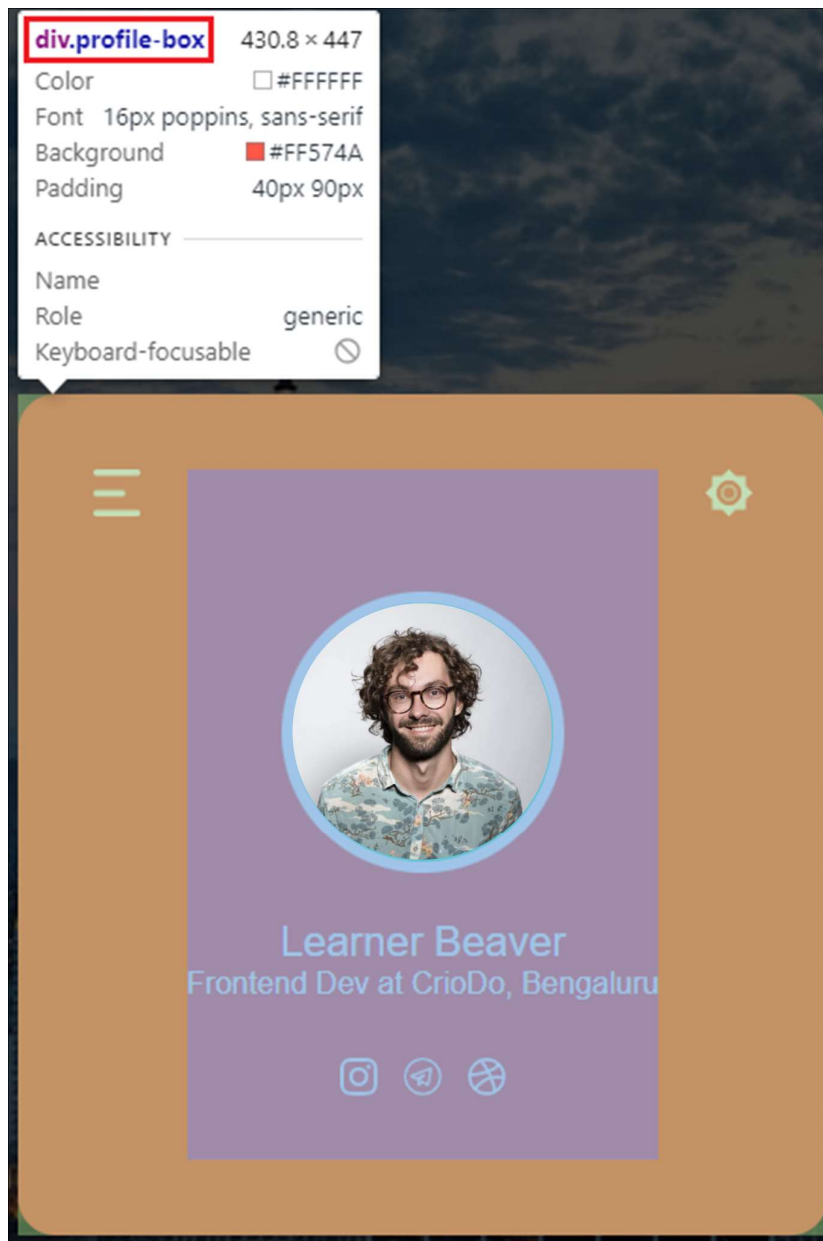 div.profile-box 430.8 × 447
Color #FFFFFF
Font 16px poppins, sans-serif
Background #FF574A
Padding 40px 90px
ACCESSIBILITY
Name
Role generic
Keyboard-focusable
Learner Beaver
Frontend Dev at CrioDo, Bengaluru